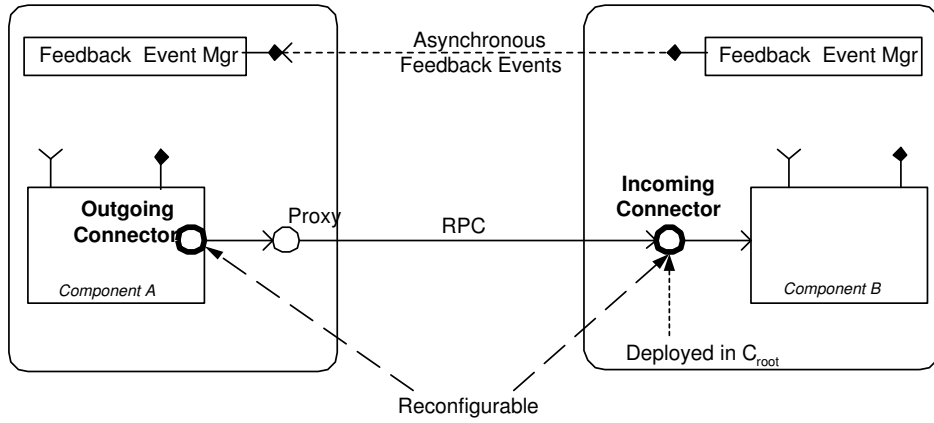 Feedback Event Mgr
Asynchronous
Feedback Events
Feedback Event Mgr
Outgoing
Connector
Component A
Proxy
RPC
Incoming
Connector
Component B
Deployed in Croot
Reconfigurable